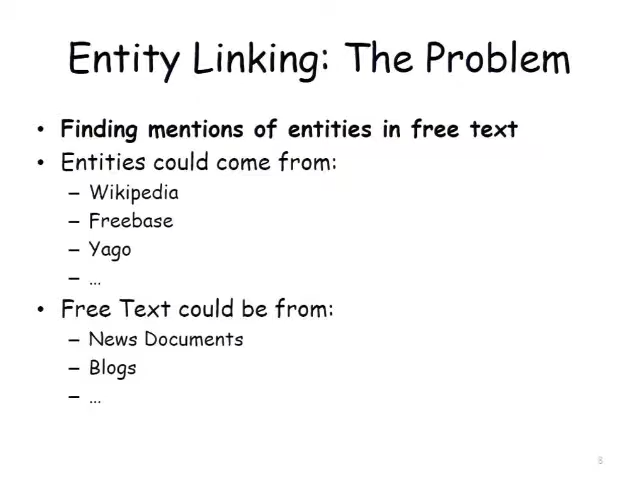 Entity Linking: The Problem
• Finding mentions of entities in free text
• Entities could come from:
– Wikipedia
– Freebase
– Yago
– …
• Free Text could be from:
– News Documents
– Blogs
– …
8